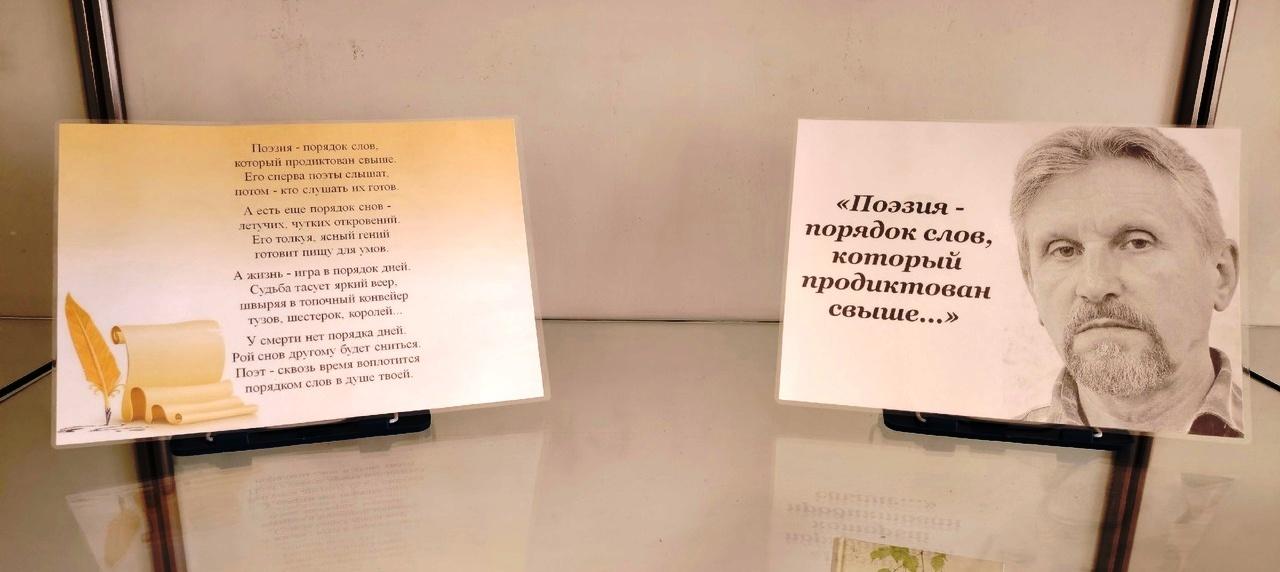 Поэзия - порядок слов,
который продиктован свыше.
Его сперва поэты слышат,
потом - кто слушать их готов.
А есть еще порядок снов -
летучих, чутких откровений.
Его толкуя, ясный гений
готовит пищу для умов.
А жизнь - игра в порядок дней.
Судьба тасует яркий веер,
швыряя в топочный конвейер
тузов, шестерок, королей...
У смерти нет порядка дней.
Рой снов другому будет сниться.
Поэт - сквозь время воплотится
порядком слов в душе твоей.
«Поэзия -
порядок слов,
который
продиктован
свыше...»